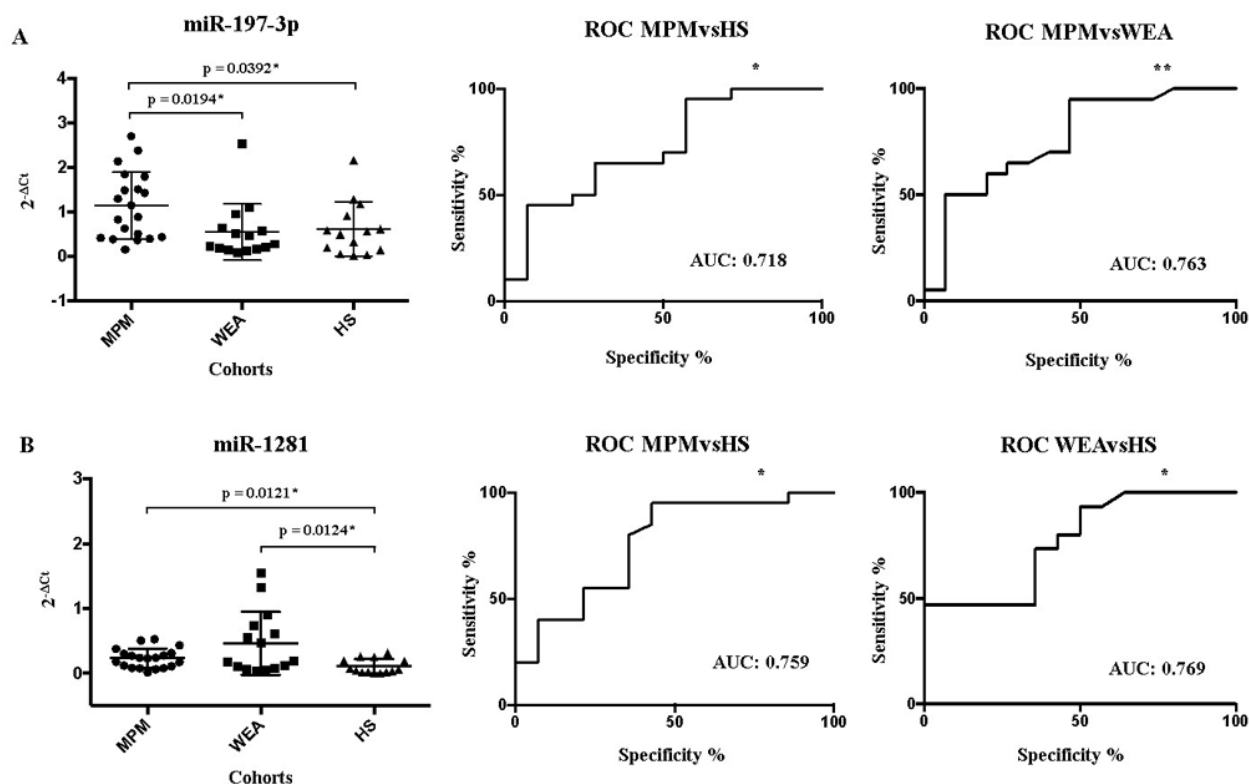 A
miR-197-3p
p = 0.0392*
p = 0.0194*
4
3
2
1
0
-1
2-ΔCt
MPM
WEA
HS
Cohorts
ROC MPMvsHS
*
100
50
0
Sensitivity %
AUC: 0.718
0
50
100
Specificity %
ROC MPMvsWEA
**
100
50
0
Sensitivity %
AUC: 0.763
0
50
100
Specificity %
B
miR-1281
p = 0.0121*
p = 0.0124*
3
2
1
0
2-ΔCt
MPM
WEA
HS
Cohorts
ROC MPMvsHS
*
100
50
0
Sensitivity %
AUC: 0.759
0
50
100
Specificity %
ROC WEAvsHS
*
100
50
0
Sensitivity %
AUC: 0.769
0
50
100
Specificity %